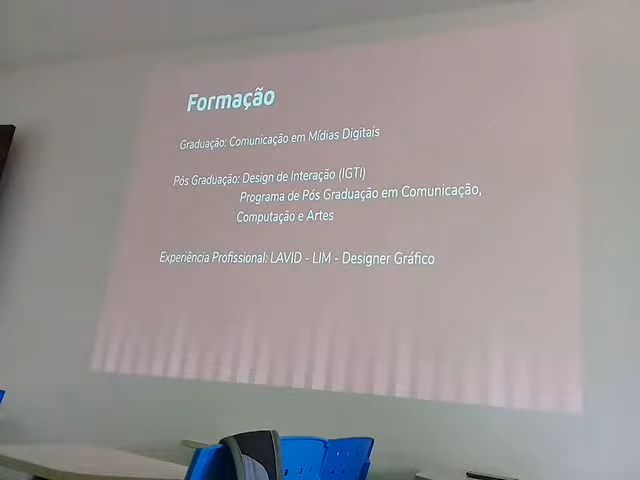 Formação
Graduação: Comunicação em Mídias Digitais
Pós Graduação: Design de Interação (IGTI)
Programa de Pós Graduação em Comunicação,
Computação e Artes
Experiência Profissional: LAVID - LIM - Designer Gráfico